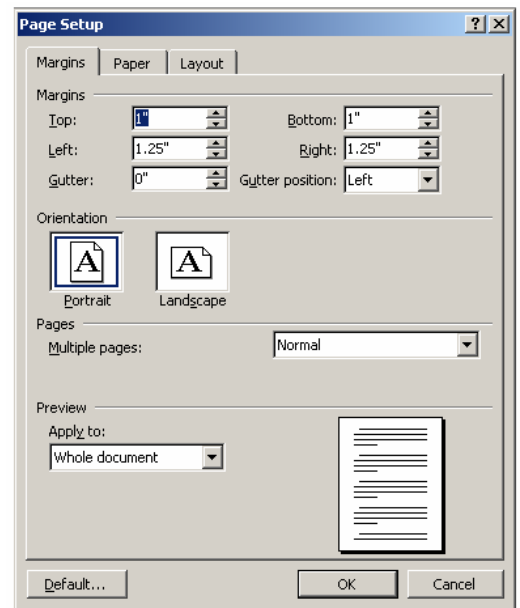 Page Setup
Margins Paper Layout
Margins
Top: 1" Bottom: 1"
Left: 1.25" Right: 1.25"
Gutter: 0" Gutter position: Left
Orientation
A A
Portrait Landscape
Pages
Multiple pages: Normal
Preview
Apply to:
Whole document
Default... OK Cancel